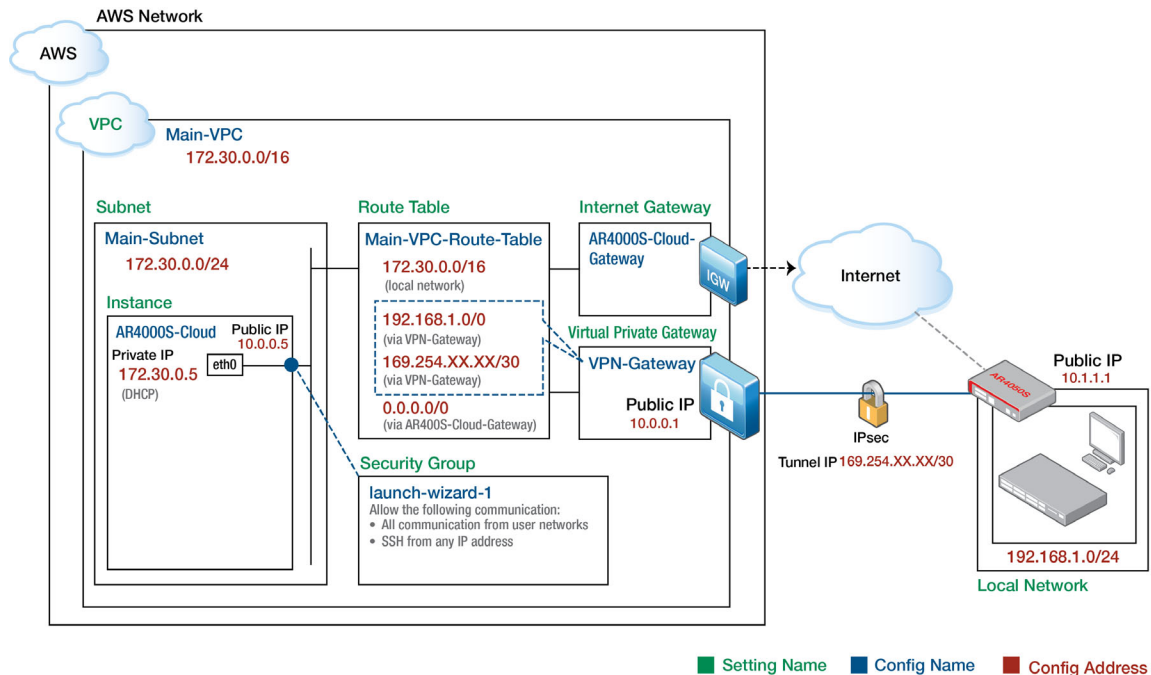 AWS Network
AWS
VPC
Main-VPC
172.30.0.0/16
Subnet
Main-Subnet
172.30.0.0/24
Instance
AR4000S-Cloud
Public IP
10.0.0.5
Private IP
172.30.0.5
(DHCP)
eth0
Route Table
Main-VPC-Route-Table
172.30.0.0/16
(local network)
192.168.1.0/0
(via VPN-Gateway)
169.254.XX.XX/30
(via VPN-Gateway)
0.0.0.0/0
(via AR400S-Cloud-Gateway)
Internet Gateway
AR4000S-Cloud-
Gateway
IGW
Virtual Private Gateway
VPN-Gateway
Public IP
10.0.0.1
Security Group
launch-wizard-1
Allow the following communication:
• All communication from user networks
• SSH from any IP address
Internet
IPsec
Tunnel IP 169.254.XX.XX/30
Public IP
10.1.1.1
AR4050S
192.168.1.0/24
Local Network
Setting Name
Config Name
Config Address